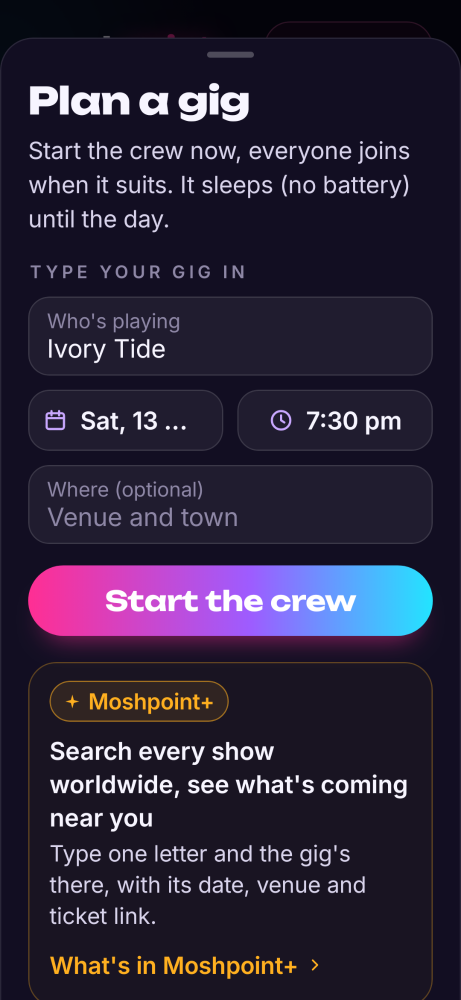 Plan a gig
Start the crew now, everyone joins
when it suits. It sleeps (no battery)
until the day.
TYPE YOUR GIG IN
Who's playing
Ivory Tide
Sat, 13 ...
7:30 pm
Where (optional)
Venue and town
Start the crew
Moshpoint+
Search every show
worldwide, see what's coming
near you
Type one letter and the gig's
there, with its date, venue and
ticket link.
What's in Moshpoint+